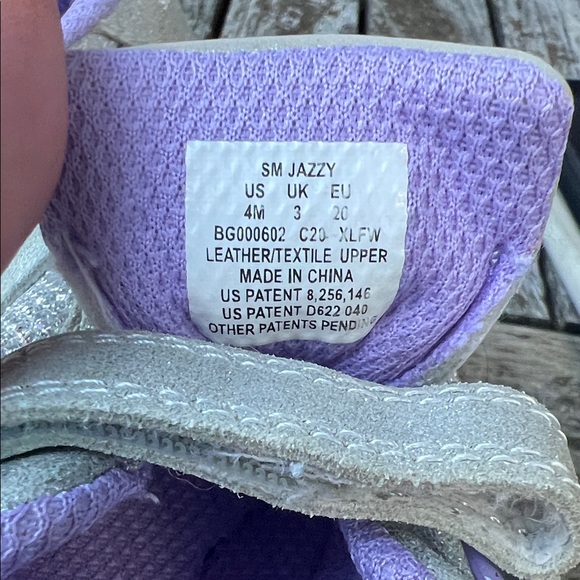 SM JAZZY
US UK EU
4M 3 20
BG000602 C20- XLFW
LEATHER/TEXTILE UPPER
MADE IN CHINA
US PATENT 8,256,146
US PATENT D622 040
OTHER PATENTS PENDING